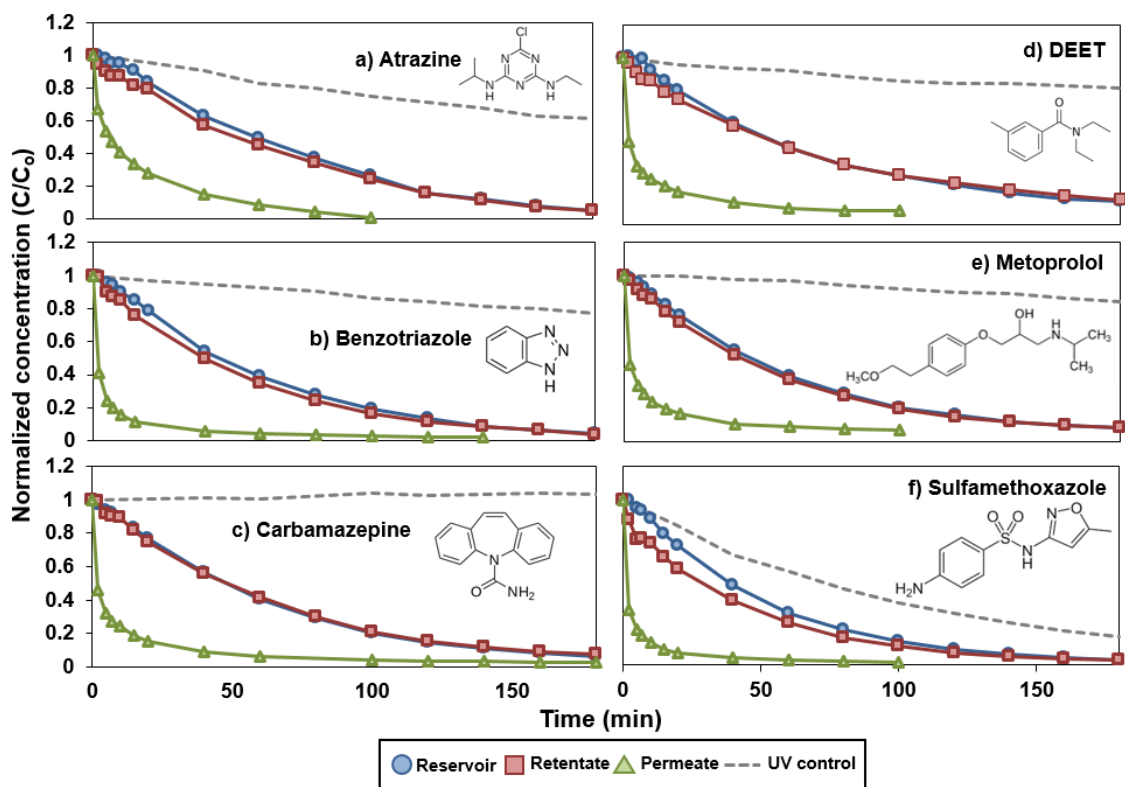 Normalized concentration (C/Co)
1.2
1
0.8
0.6
0.4
0.2
0
a) Atrazine
Cl
N
N
N
N
H
N
H
d) DEET
O
N
1.2
1
0.8
0.6
0.4
0.2
0
b) Benzotriazole
N
N
N
H
e) Metoprolol
OH
O
H
N
CH3
CH3
H3CO
1.2
1
0.8
0.6
0.4
0.2
0
c) Carbamazepine
N
O
NH2
f) Sulfamethoxazole
O
O
S
N
O
NH
H2N
0
50
100
150
0
50
100
150
Time (min)
Reservoir
Retentate
Permeate
UV control